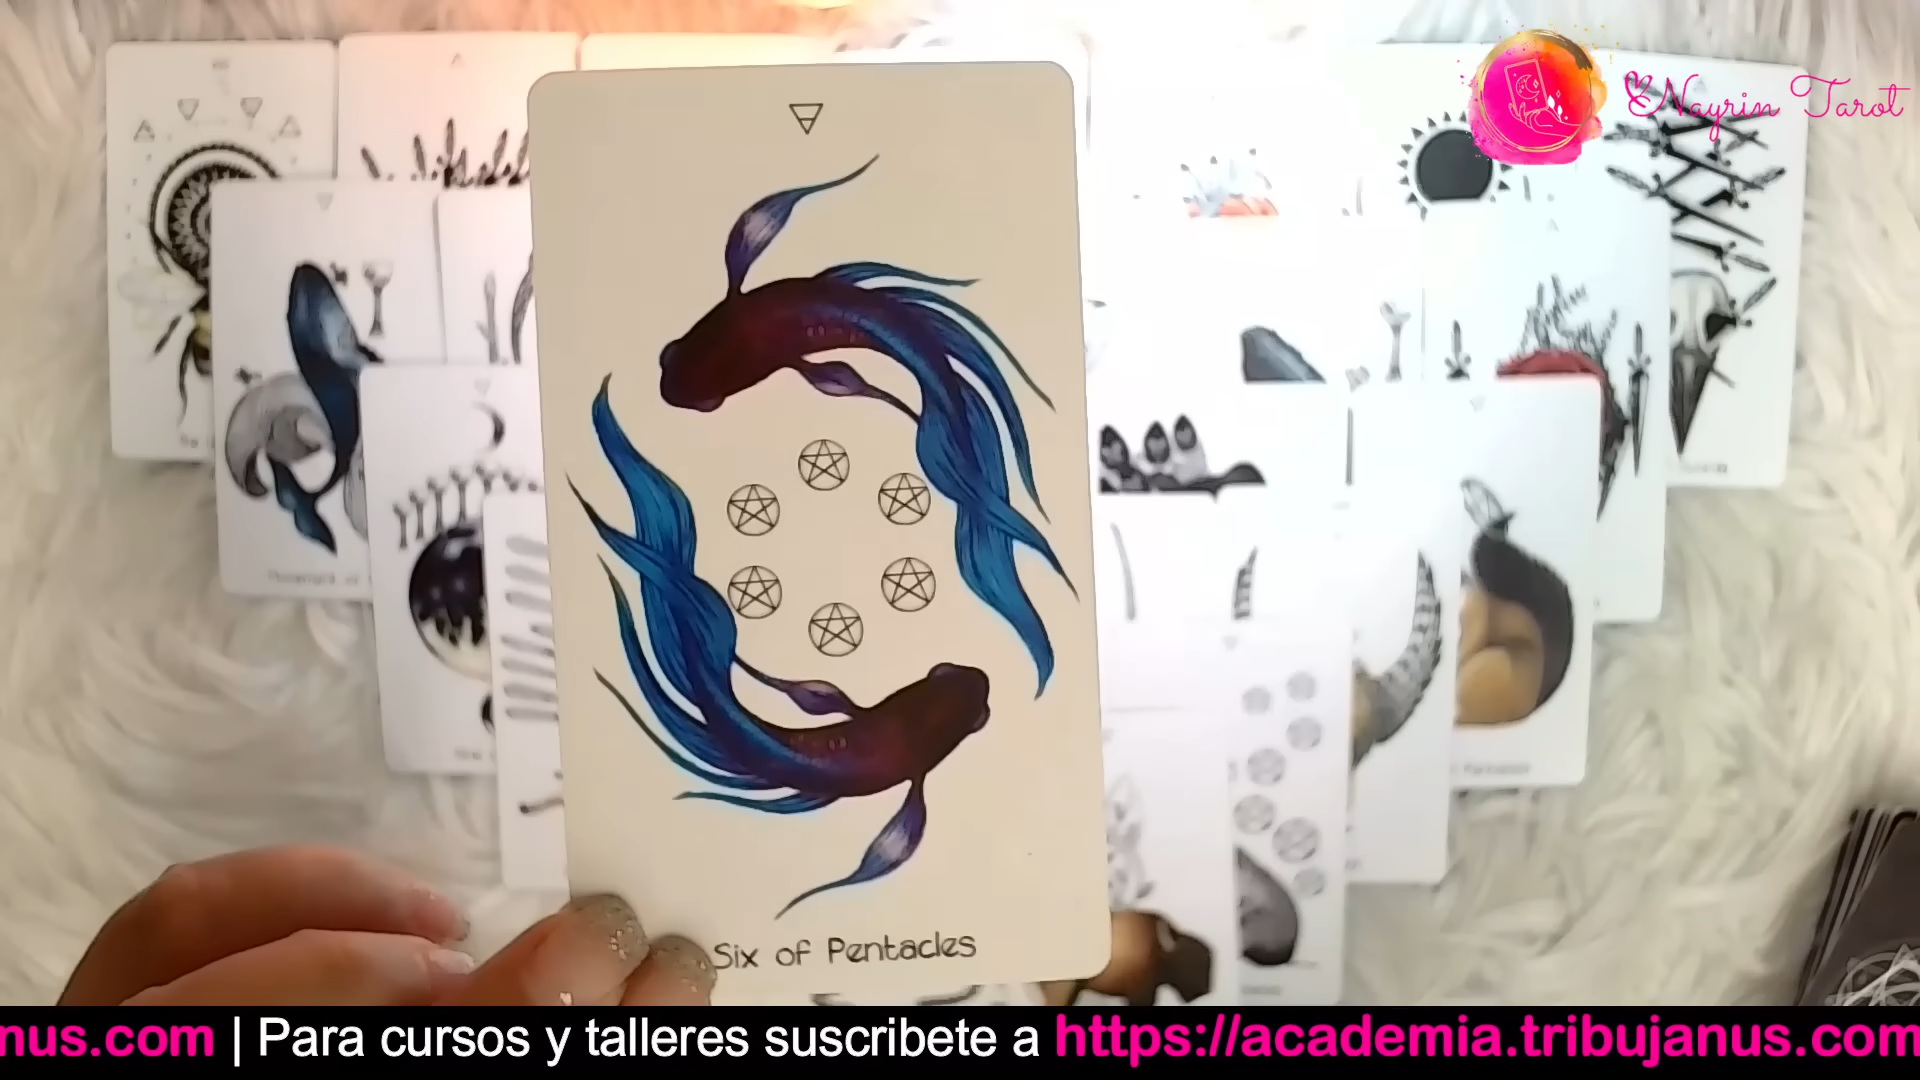 Nayrin Tarot
Six of Pentacles
nus.com | Para cursos y talleres suscribete a https://academia.tribujanus.com